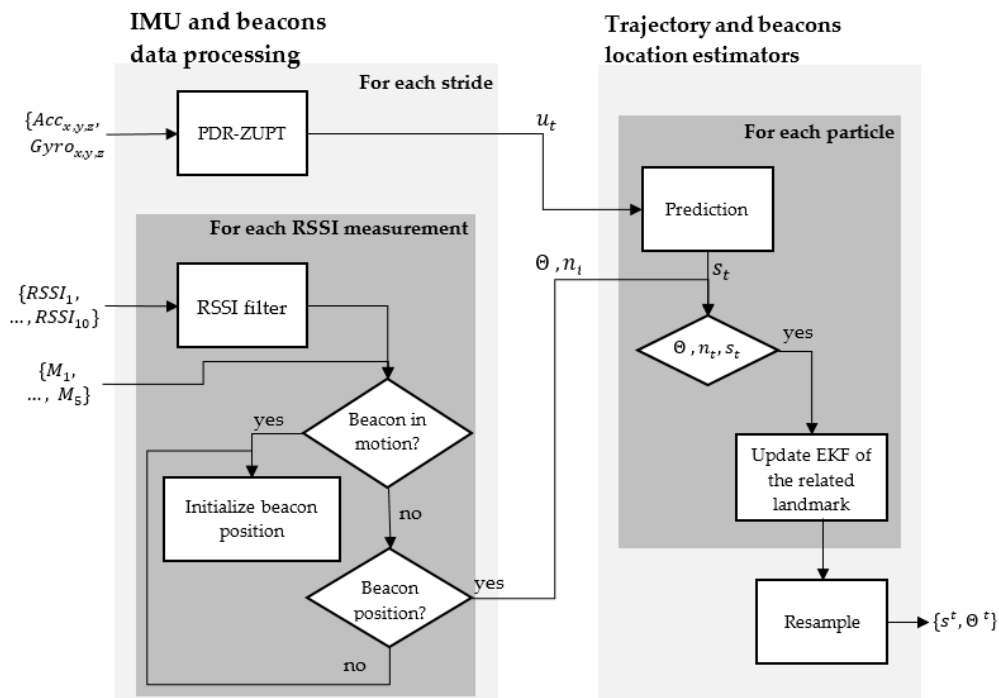 IMU and beacons
data processing
For each stride
{Acc_{x,y,z},
Gyro_{x,y,z}
PDR-ZUPT
u_t
For each RSSI measurement
{RSSI_1,
..., RSSI_{10}}
RSSI filter
{M_1,
..., M_5}
Beacon in
motion?
yes
Initialize beacon
position
no
Beacon
position?
yes
no
Trajectory and beacons
location estimators
For each particle
Prediction
Θ, n_t
s_t
Θ, n_t, s_t
yes
Update EKF of
the related
landmark
Resample
{s^t, Θ^t}